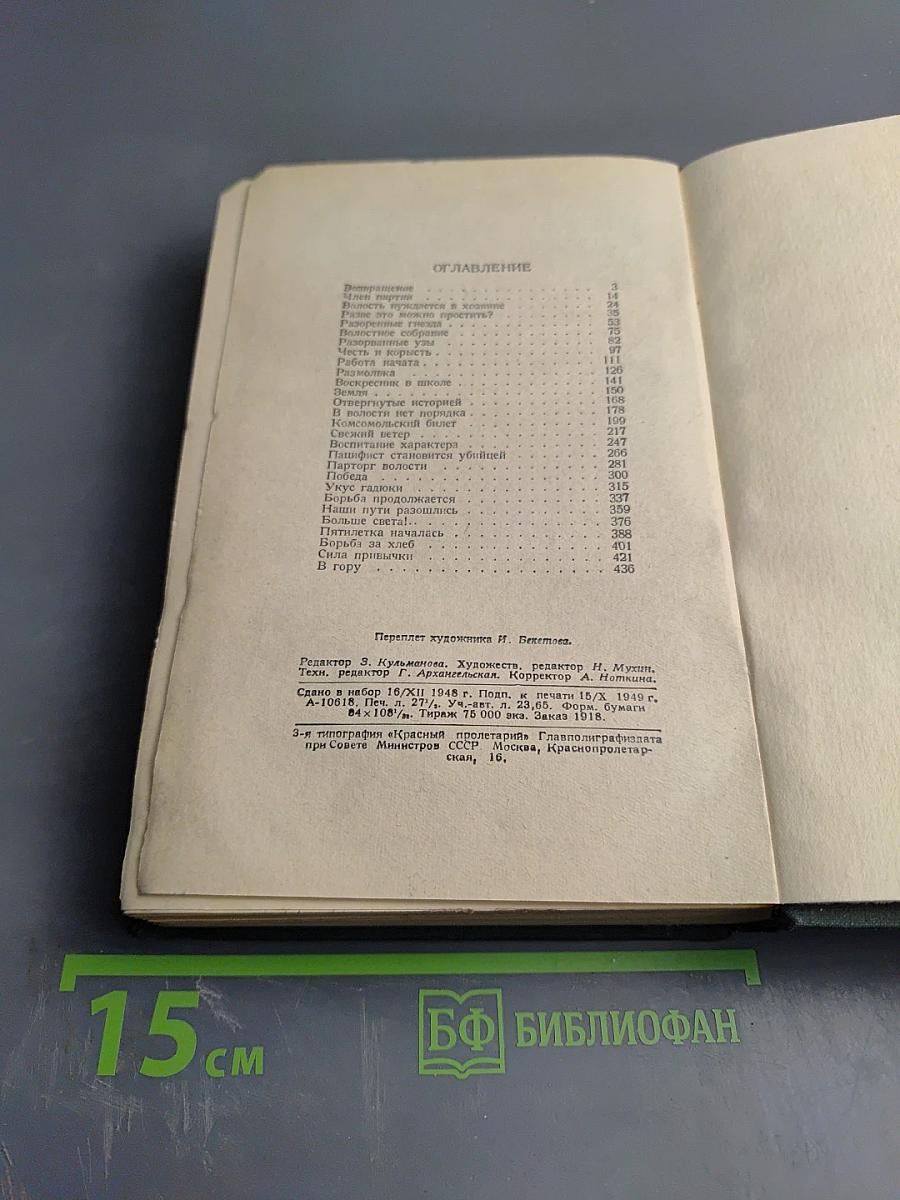 ОГЛАВЛЕНИЕ
Возвращение . . . . . . . . . . . . . . . . 3
Член партии . . . . . . . . . . . . . . . . 14
Волость нуждается в хозяине . . . . . . . . 24
Разве это можно простить? . . . . . . . . . 35
Разоренные гнезда . . . . . . . . . . . . . 53
Волостное собрание . . . . . . . . . . . . 75
Разорванные узы . . . . . . . . . . . . . . 82
Честь и корысть . . . . . . . . . . . . . . 97
Работа начата . . . . . . . . . . . . . . . 111
Размолвка . . . . . . . . . . . . . . . . . 126
Воскресник в школе . . . . . . . . . . . . 141
Земля . . . . . . . . . . . . . . . . . . . 150
Отвергнутые историей . . . . . . . . . . . 168
В волости нет порядка . . . . . . . . . . . 178
Комсомольский билет . . . . . . . . . . . . 199
Свежий ветер . . . . . . . . . . . . . . . 217
Воспитание характера . . . . . . . . . . . 247
Пацифист становится убийцей . . . . . . . . 266
Парторг волости . . . . . . . . . . . . . . 281
Победа . . . . . . . . . . . . . . . . . . 300
Укус гадюки . . . . . . . . . . . . . . . . 315
Борьба продолжается . . . . . . . . . . . . 337
Наши пути разошлись . . . . . . . . . . . . 359
Больше света!. . . . . . . . . . . . . . . 376
Пятилетка началась . . . . . . . . . . . . 388
Борьба за хлеб . . . . . . . . . . . . . . 401
Сила привычки . . . . . . . . . . . . . . . 421
В гору . . . . . . . . . . . . . . . . . . 436
Переплет художника И. Бекетова.
Редактор З. Кульманова. Художеств. редактор Н. Мухин.
Техн. редактор Г. Архангельская. Корректор А. Ноткина.
Сдано в набор 16/XII 1948 г. Подп. к печати 15/X 1949 г.
А-10618. Печ. л. 27¹/₂. Уч.-авт. л. 23,65. Форм. бумаги
84×108¹/₃₂. Тираж 75 000 экз. Заказ 1918.
3-я типография «Красный пролетарий» Главполиграфиздата
при Совете Министров СССР Москва, Краснопролетар-
ская, 16.
15 см
БФ БИБЛИОФАН